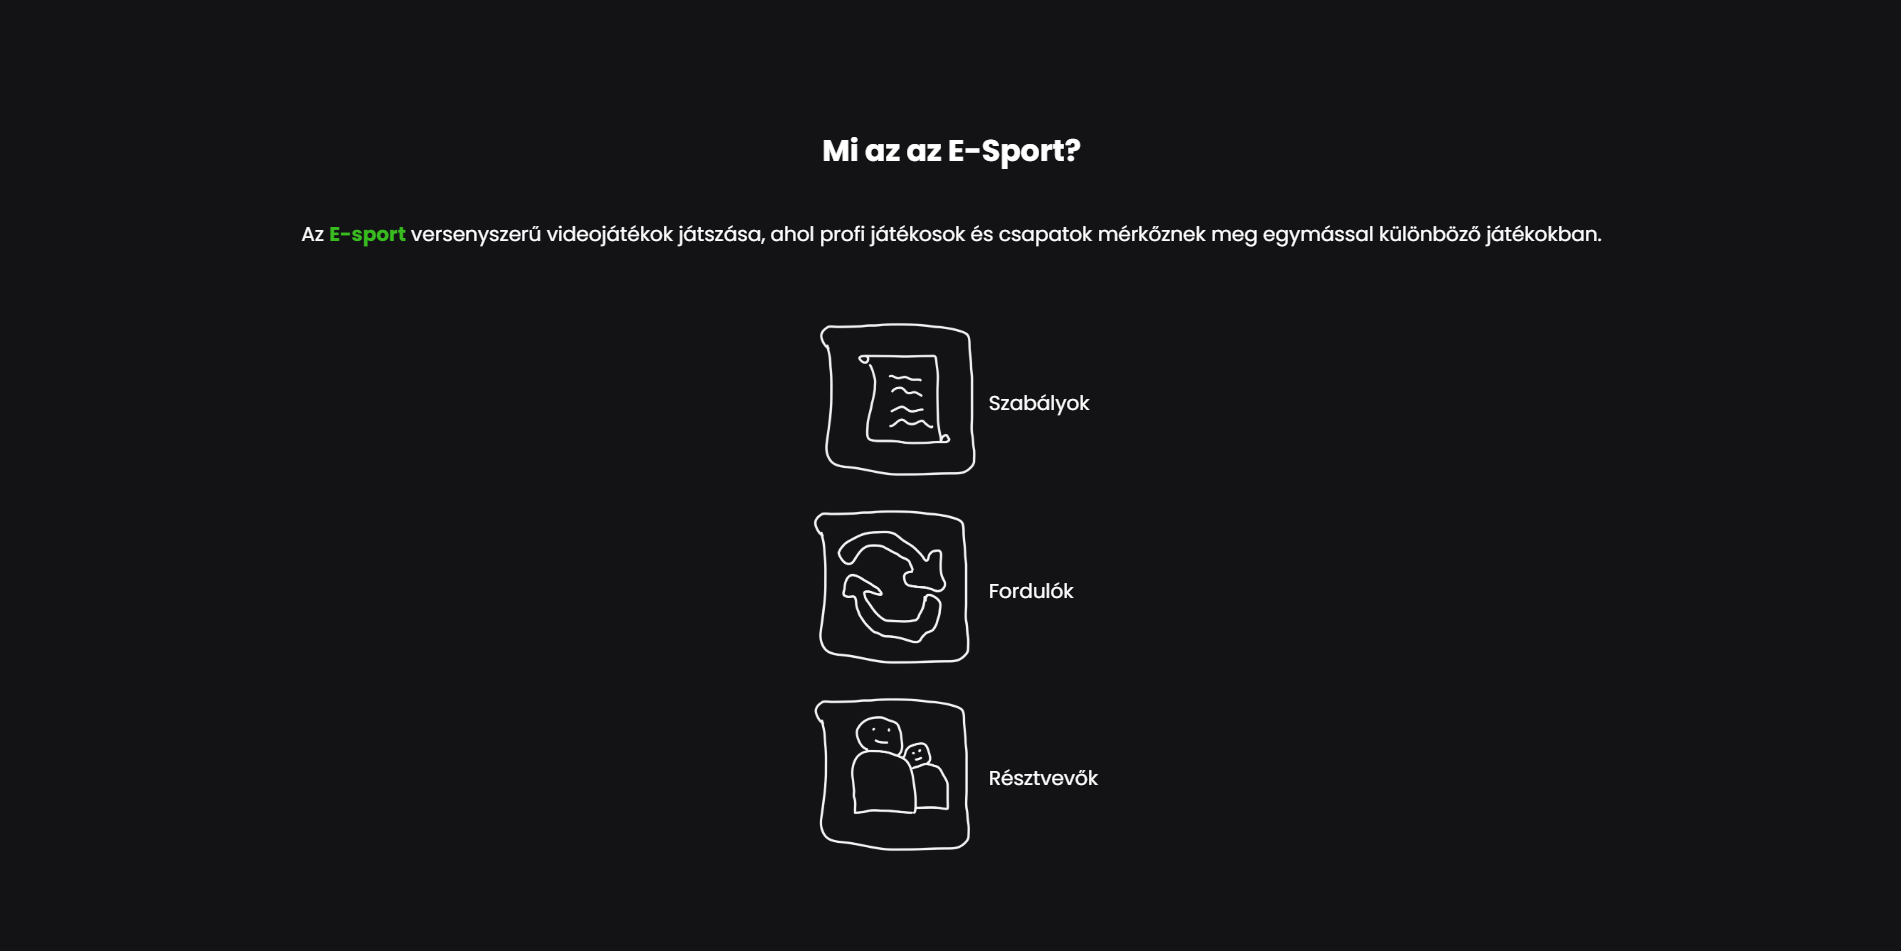 Mi az az E-Sport?
Az E-sport versenyszerű videojátékok játszása, ahol profi játékosok és csapatok mérkőznek meg egymással különböző játékokban.
Szabályok
Fordulók
Résztvevők